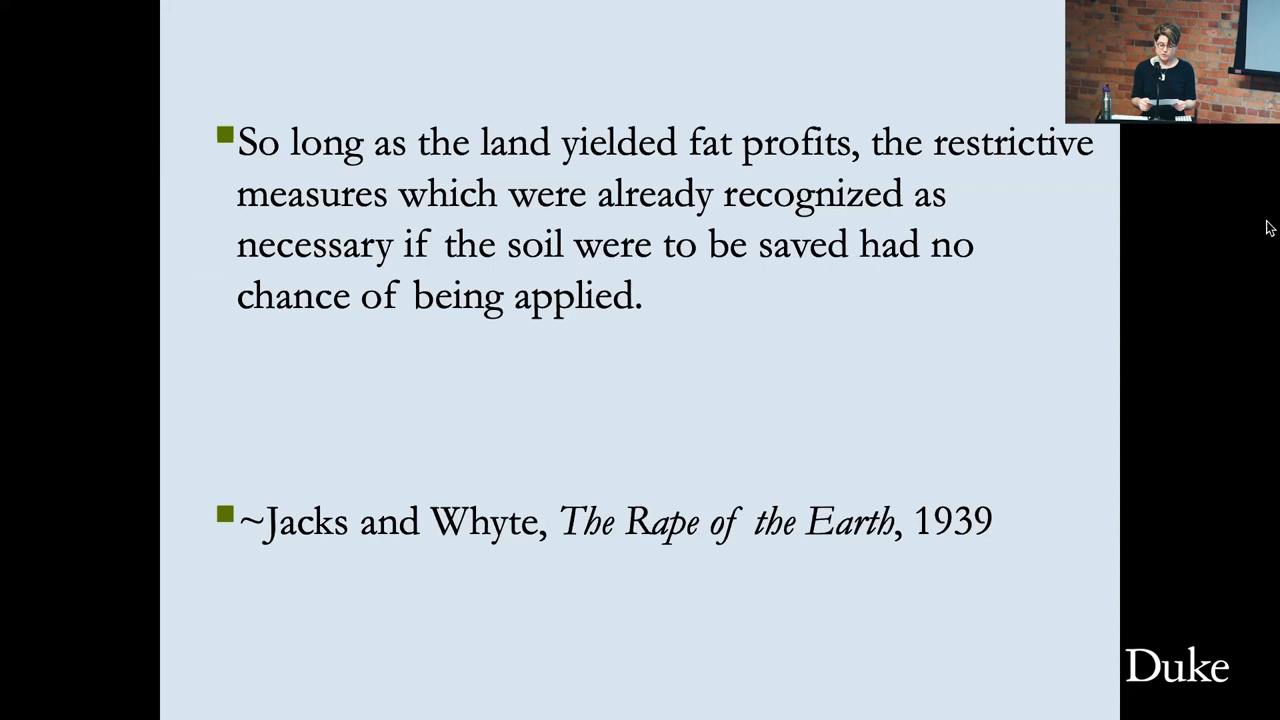 So long as the land yielded fat profits, the restrictive
measures which were already recognized as
necessary if the soil were to be saved had no
chance of being applied.
~Jacks and Whyte, The Rape of the Earth, 1939
Duke